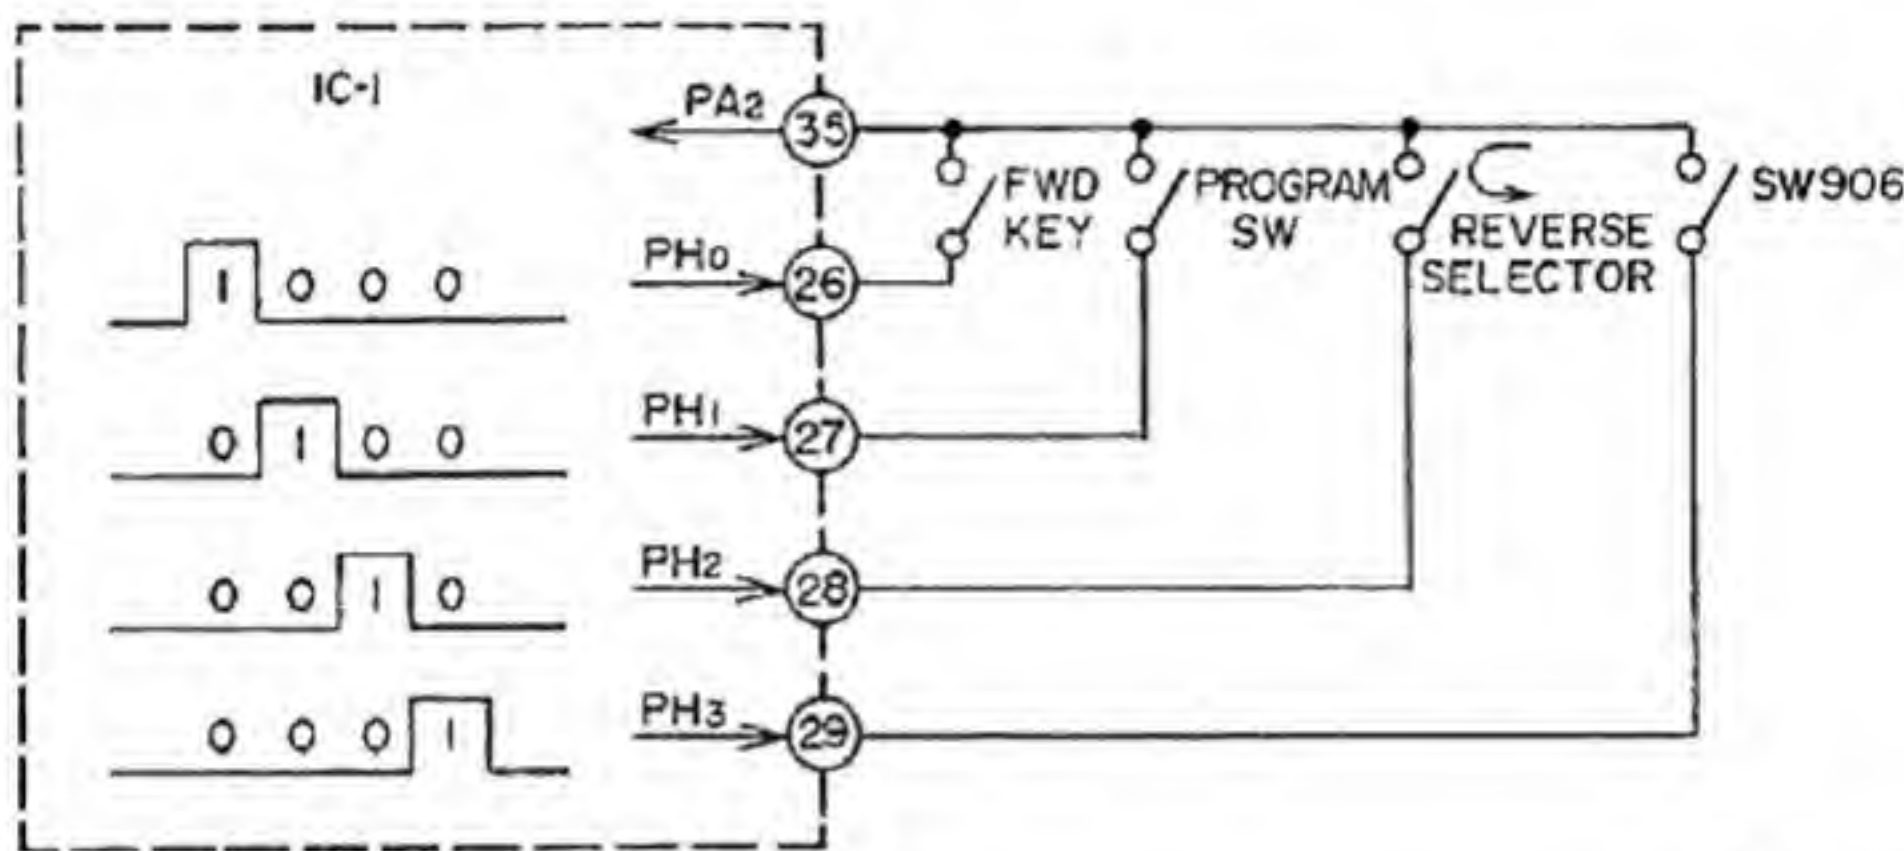 IC-1
PA2
35
FWD
KEY
PROGRAM
SW
REVERSE
SELECTOR
SW906
1 0 0 0
PH0
26
0 1 0 0
PH1
27
0 0 1 0
PH2
28
0 0 0 1
PH3
29